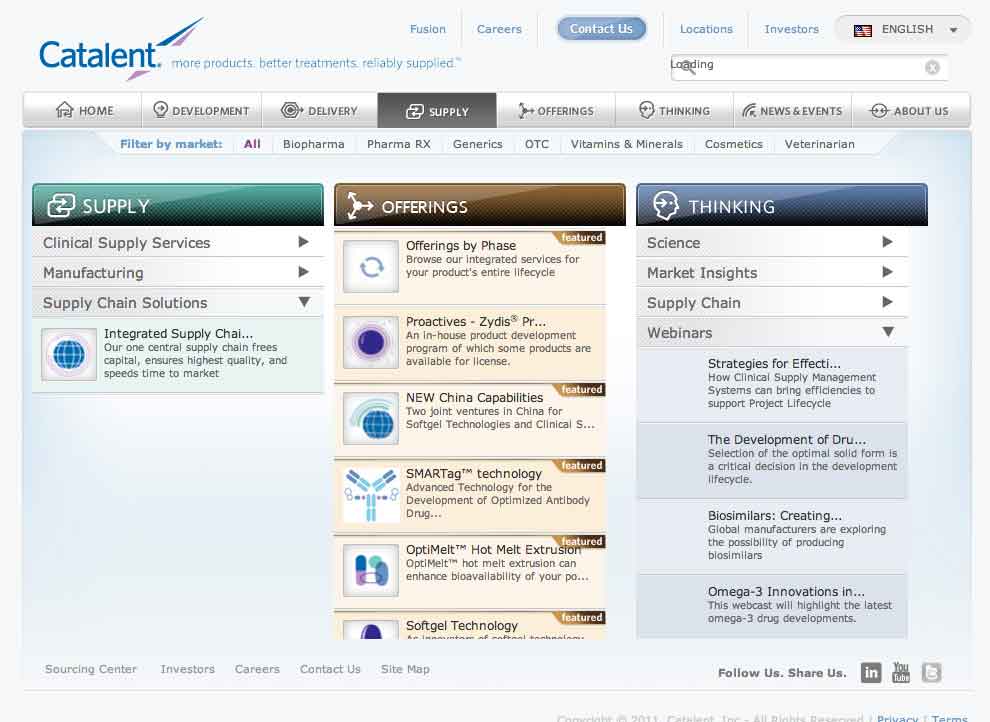 Fusion
Careers
Contact Us
Locations
Investors
ENGLISH
Catalent.
more products. better treatments. reliably supplied.™
Loading
HOME
DEVELOPMENT
DELIVERY
SUPPLY
OFFERINGS
THINKING
NEWS & EVENTS
ABOUT US
Filter by market:
All
Biopharma
Pharma RX
Generics
OTC
Vitamins & Minerals
Cosmetics
Veterinarian
SUPPLY
Clinical Supply Services
Manufacturing
Supply Chain Solutions
Integrated Supply Chai...
Our one central supply chain frees
capital, ensures highest quality, and
speeds time to market
OFFERINGS
featured
Offerings by Phase
Browse our integrated services for
your product's entire lifecycle
Proactives - Zydis® Pr...
An in-house product development
program of which some products are
available for license.
featured
NEW China Capabilities
Two joint ventures in China for
Softgel Technologies and Clinical S...
featured
SMARTag™ technology
Advanced Technology for the
Development of Optimized Antibody
Drug...
featured
OptiMelt™ Hot Melt Extrusion
OptiMelt™ hot melt extrusion can
enhance bioavailability of your po...
featured
Softgel Technology
As innovators of softgel technology
THINKING
Science
Market Insights
Supply Chain
Webinars
Strategies for Effecti...
How Clinical Supply Management
Systems can bring efficiencies to
support Project Lifecycle
The Development of Dru...
Selection of the optimal solid form is
a critical decision in the development
lifecycle.
Biosimilars: Creating...
Global manufacturers are exploring
the possibility of producing
biosimilars
Omega-3 Innovations in...
This webcast will highlight the latest
omega-3 drug developments.
Sourcing Center
Investors
Careers
Contact Us
Site Map
Follow Us. Share Us.
in
You Tube
Copyright © 2011. Catalent, Inc - All Rights Reserved / Privacy | Terms